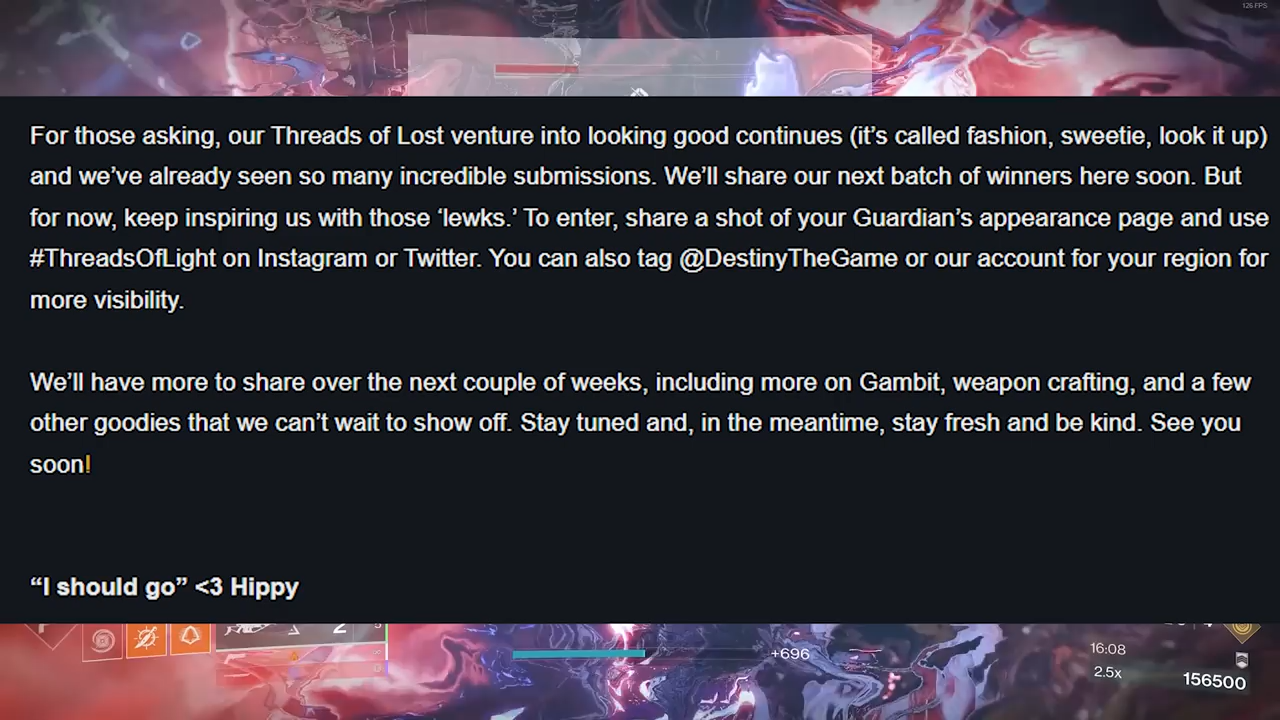 126 FPS
For those asking, our Threads of Lost venture into looking good continues (it’s called fashion, sweetie, look it up)
and we’ve already seen so many incredible submissions. We’ll share our next batch of winners here soon. But
for now, keep inspiring us with those ‘lewks.’ To enter, share a shot of your Guardian’s appearance page and use
#ThreadsOfLight on Instagram or Twitter. You can also tag @DestinyTheGame or our account for your region for
more visibility.
We’ll have more to share over the next couple of weeks, including more on Gambit, weapon crafting, and a few
other goodies that we can’t wait to show off. Stay tuned and, in the meantime, stay fresh and be kind. See you
soon!
“I should go” <3 Hippy
+696
16:08
2.5x
156500